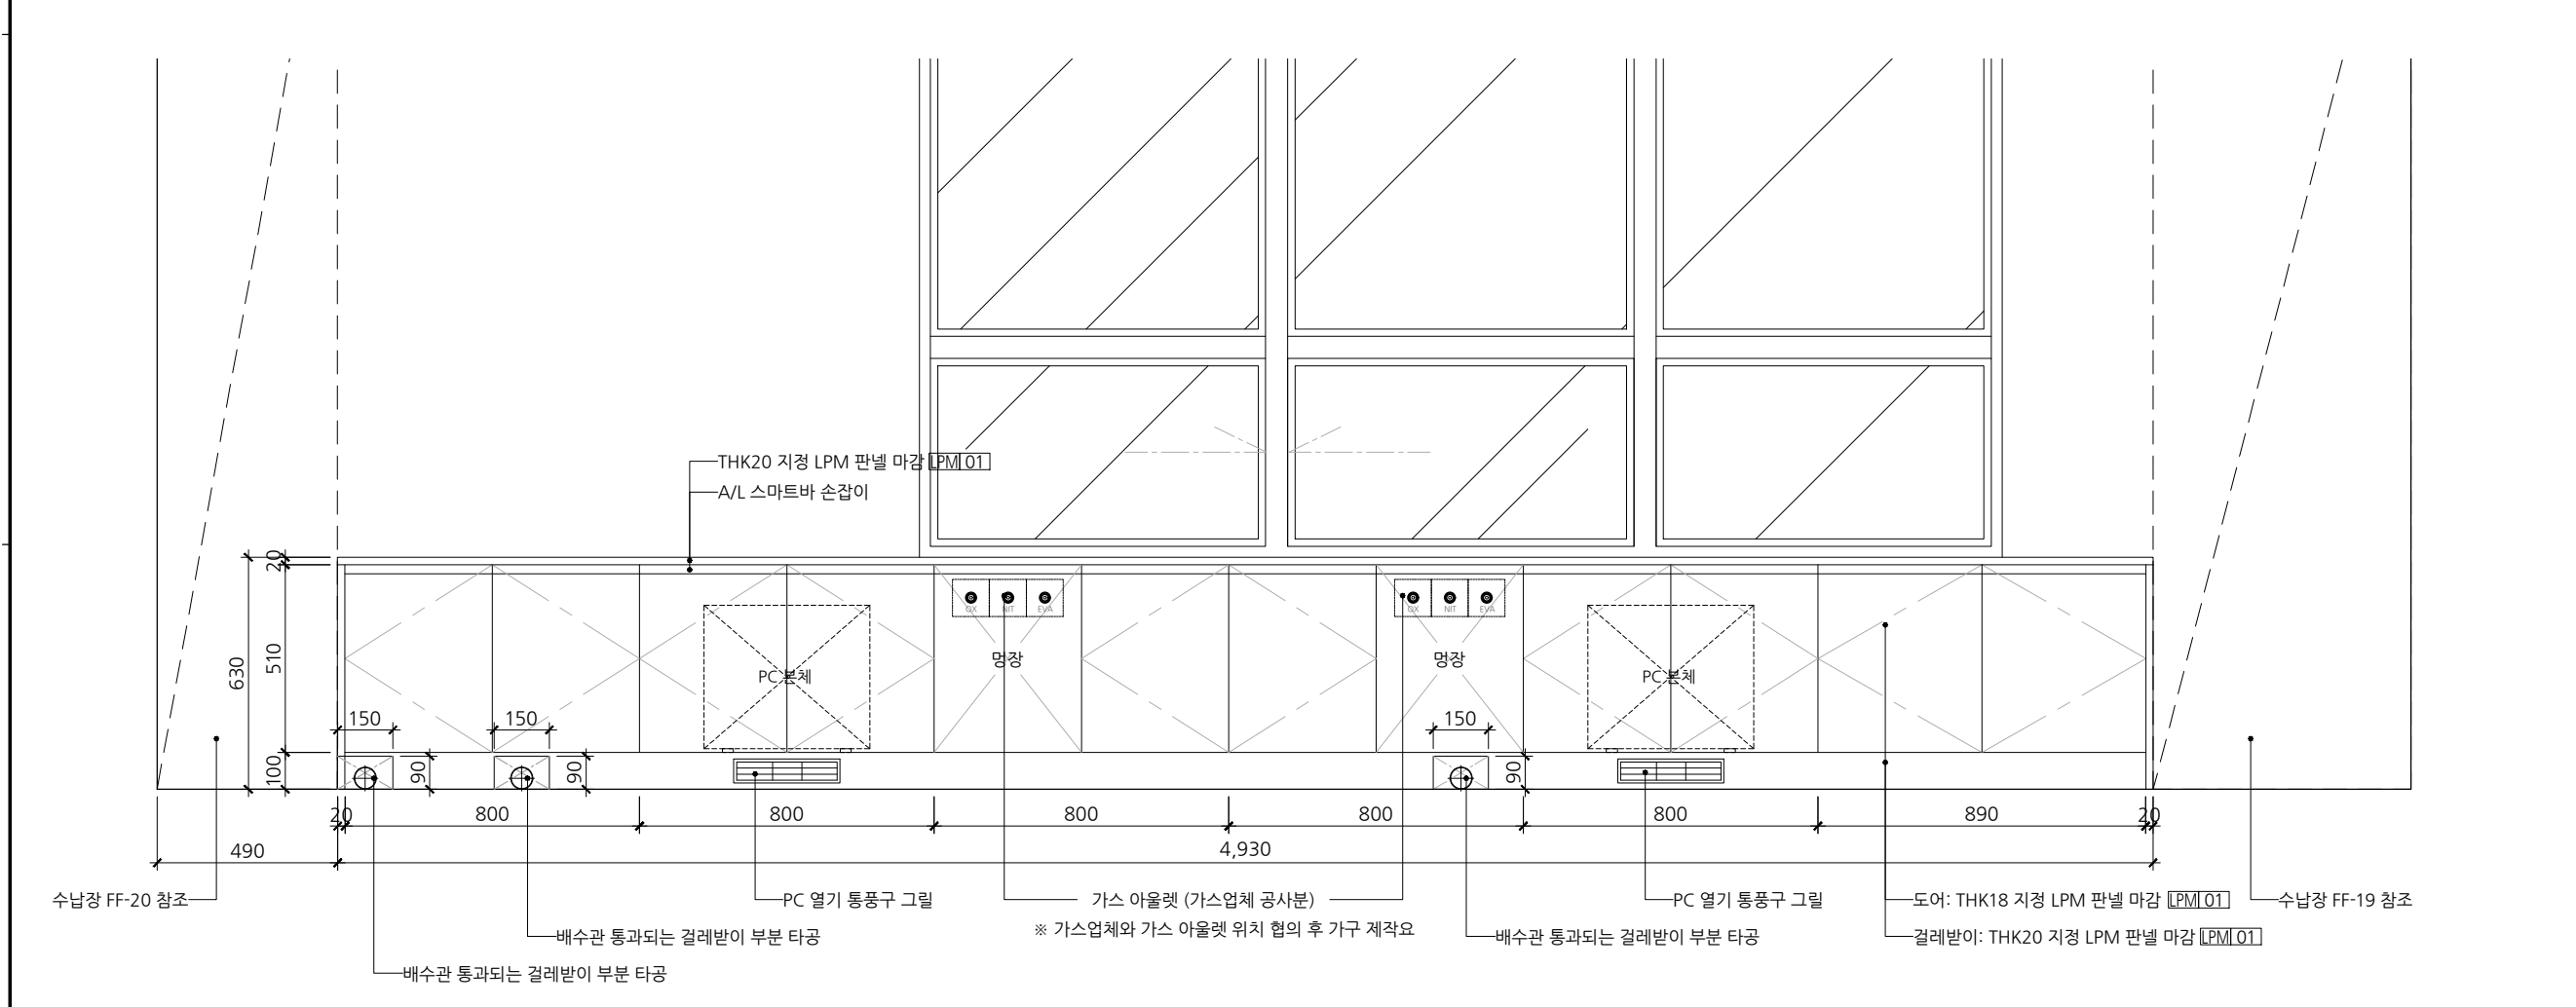 THK20 지정 LPM 판넬 마감 LPM 01
A/L 스마트바 손잡이
20
630
510
100
OX NIT EVA
OX NIT EVA
멍장
멍장
PC 본체
PC 본체
150
150
150
90
90
90
20 800 800 800 800 800 890 20
490 4,930
수납장 FF-20 참조
PC 열기 통풍구 그릴
가스 아울렛 (가스업체 공사분)
PC 열기 통풍구 그릴
도어: THK18 지정 LPM 판넬 마감 LPM 01
수납장 FF-19 참조
※ 가스업체와 가스 아울렛 위치 협의 후 가구 제작요
배수관 통과되는 걸레받이 부분 타공
배수관 통과되는 걸레받이 부분 타공
걸레받이: THK20 지정 LPM 판넬 마감 LPM 01
배수관 통과되는 걸레받이 부분 타공